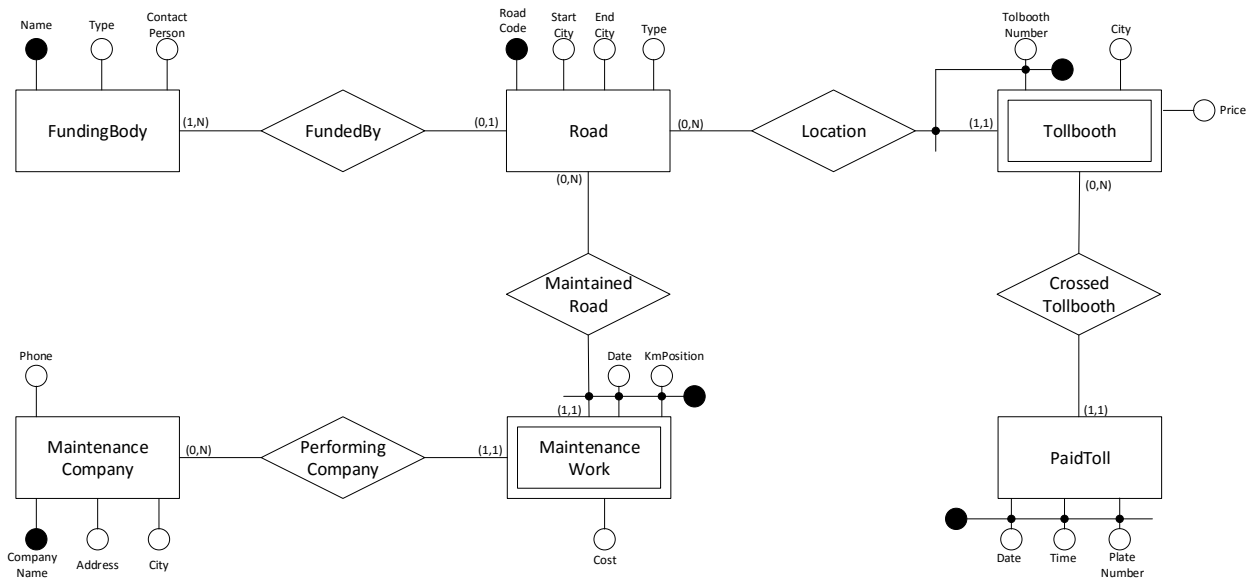 Name
Type
Contact
Person
Road
Code
Start
City
End
City
Type
Tolbooth
Number
City
FundingBody
(1,N)
FundedBy
(0,1)
Road
(0,N)
Location
(1,1)
Tollbooth
Price
(0,N)
(0,N)
Maintained
Road
Crossed
Tollbooth
Phone
Date
KmPosition
(1,1)
(1,1)
Maintenance
Company
(0,N)
Performing
Company
(1,1)
Maintenance
Work
PaidToll
Company
Name
Address
City
Cost
Date
Time
Plate
Number